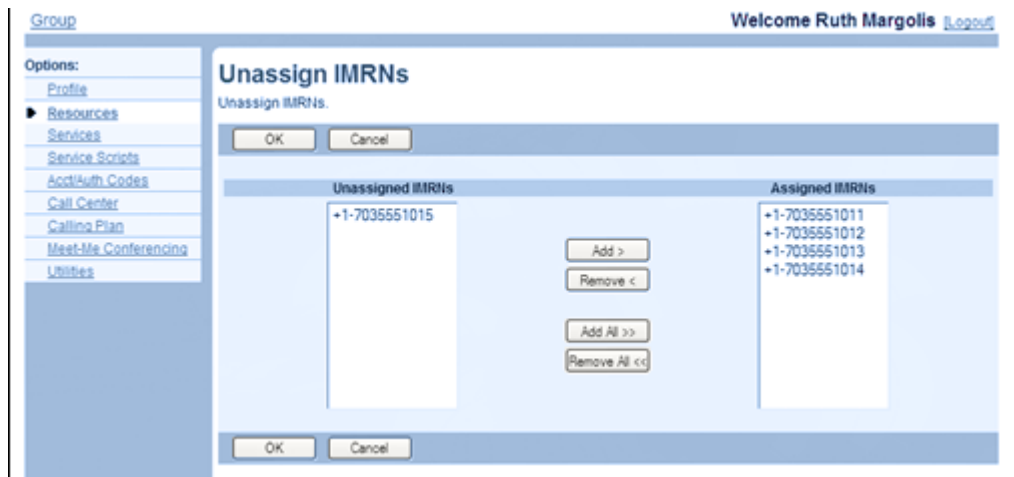 Group
Welcome Ruth Margolis [Logout]
Options:
Profile
Resources
Services
Service Scripts
Acct/Auth Codes
Call Center
Calling Plan
Meet-Me Conferencing
Utilities
Unassign IMRNs
Unassign IMRNs.
OK Cancel
Unassigned IMRNs Assigned IMRNs
+1-7035551015 +1-7035551011
+1-7035551012
+1-7035551013
+1-7035551014
Add >
Remove <
Add All >>
Remove All <<
OK Cancel